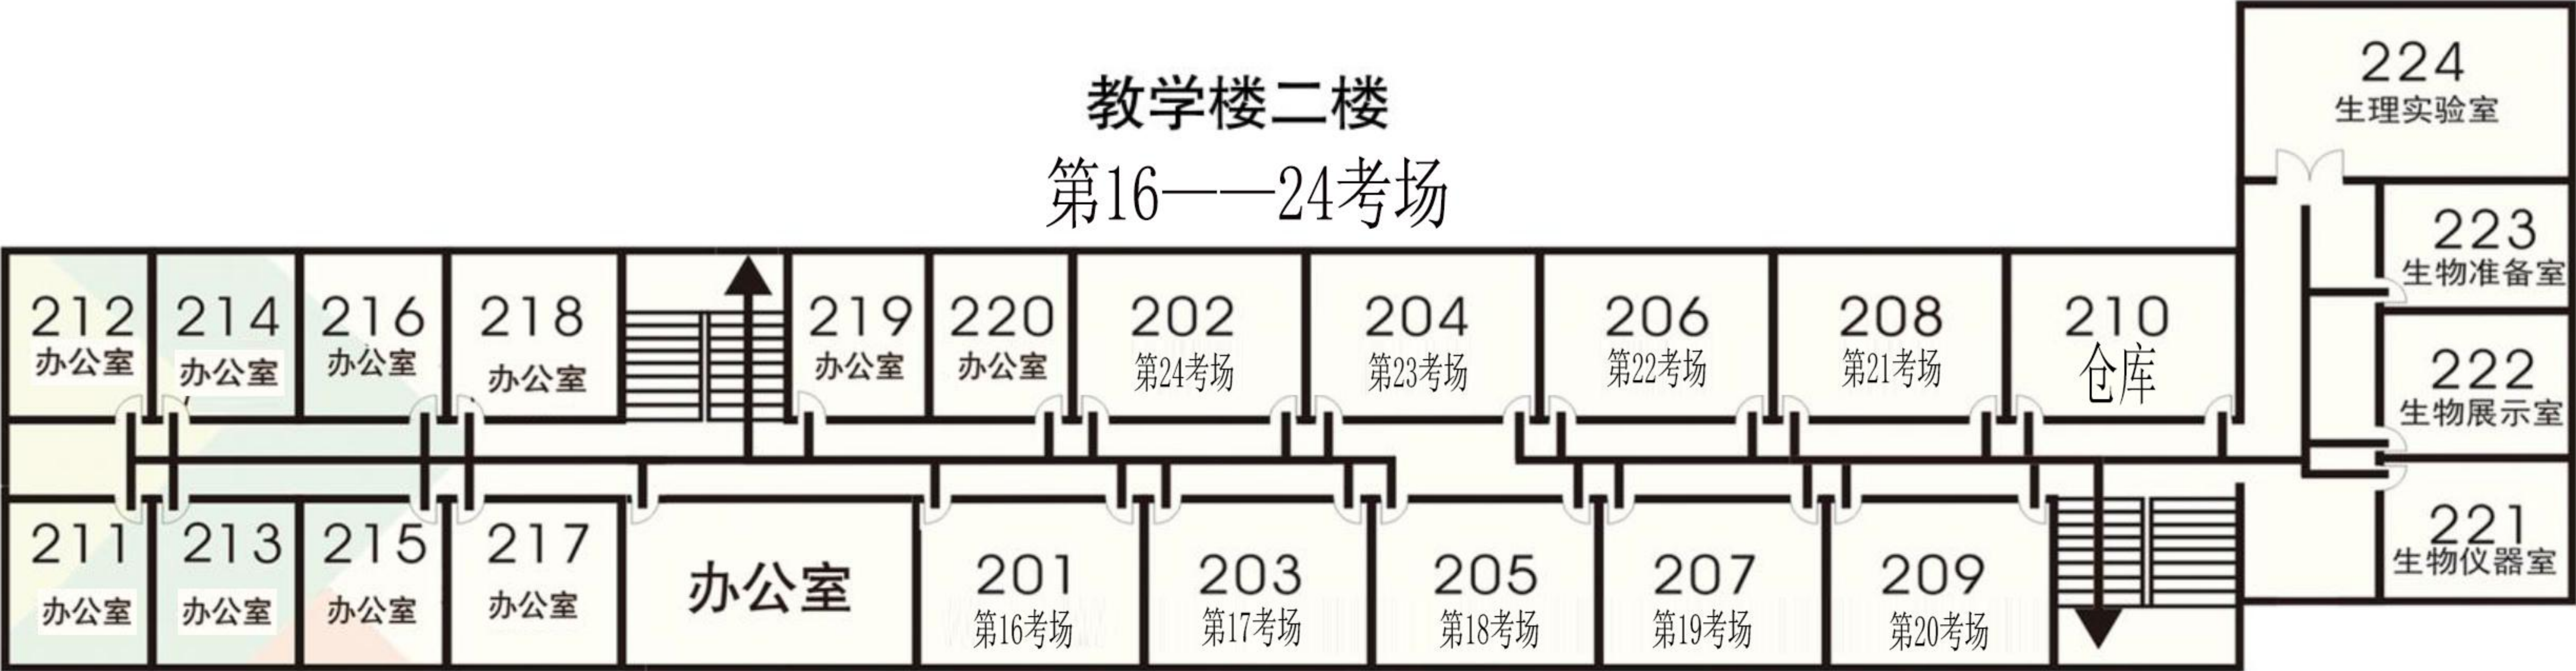 教学楼二楼
第16——24考场
224
生理实验室
223
生物准备室
222
生物展示室
221
生物仪器室
212
办公室
214
办公室
216
办公室
218
办公室
219
办公室
220
办公室
202
第24考场
204
第23考场
206
第22考场
208
第21考场
210
仓库
211
办公室
213
办公室
215
办公室
217
办公室
办公室
201
第16考场
203
第17考场
205
第18考场
207
第19考场
209
第20考场